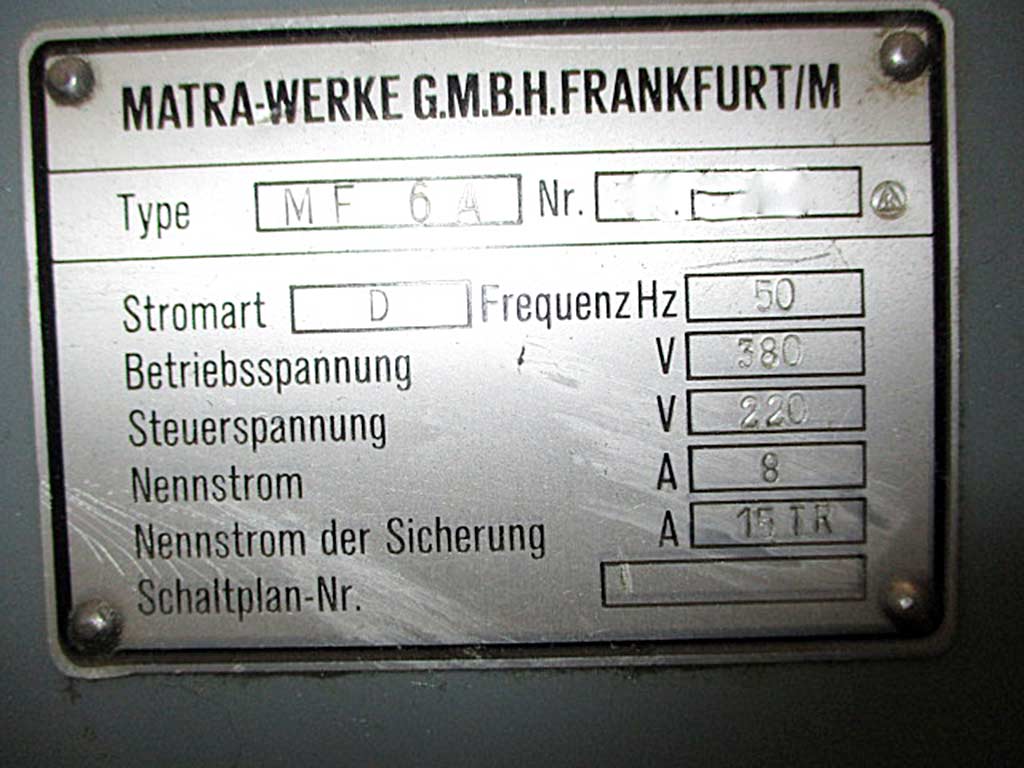 MATRA-WERKE G.M.B.H. FRANKFURT/M
Type MF 6A Nr.
Stromart D Frequenz Hz 50
Betriebsspannung V 380
Steuerspannung V 220
Nennstrom A 8
Nennstrom der Sicherung A 15 TR
Schaltplan-Nr.